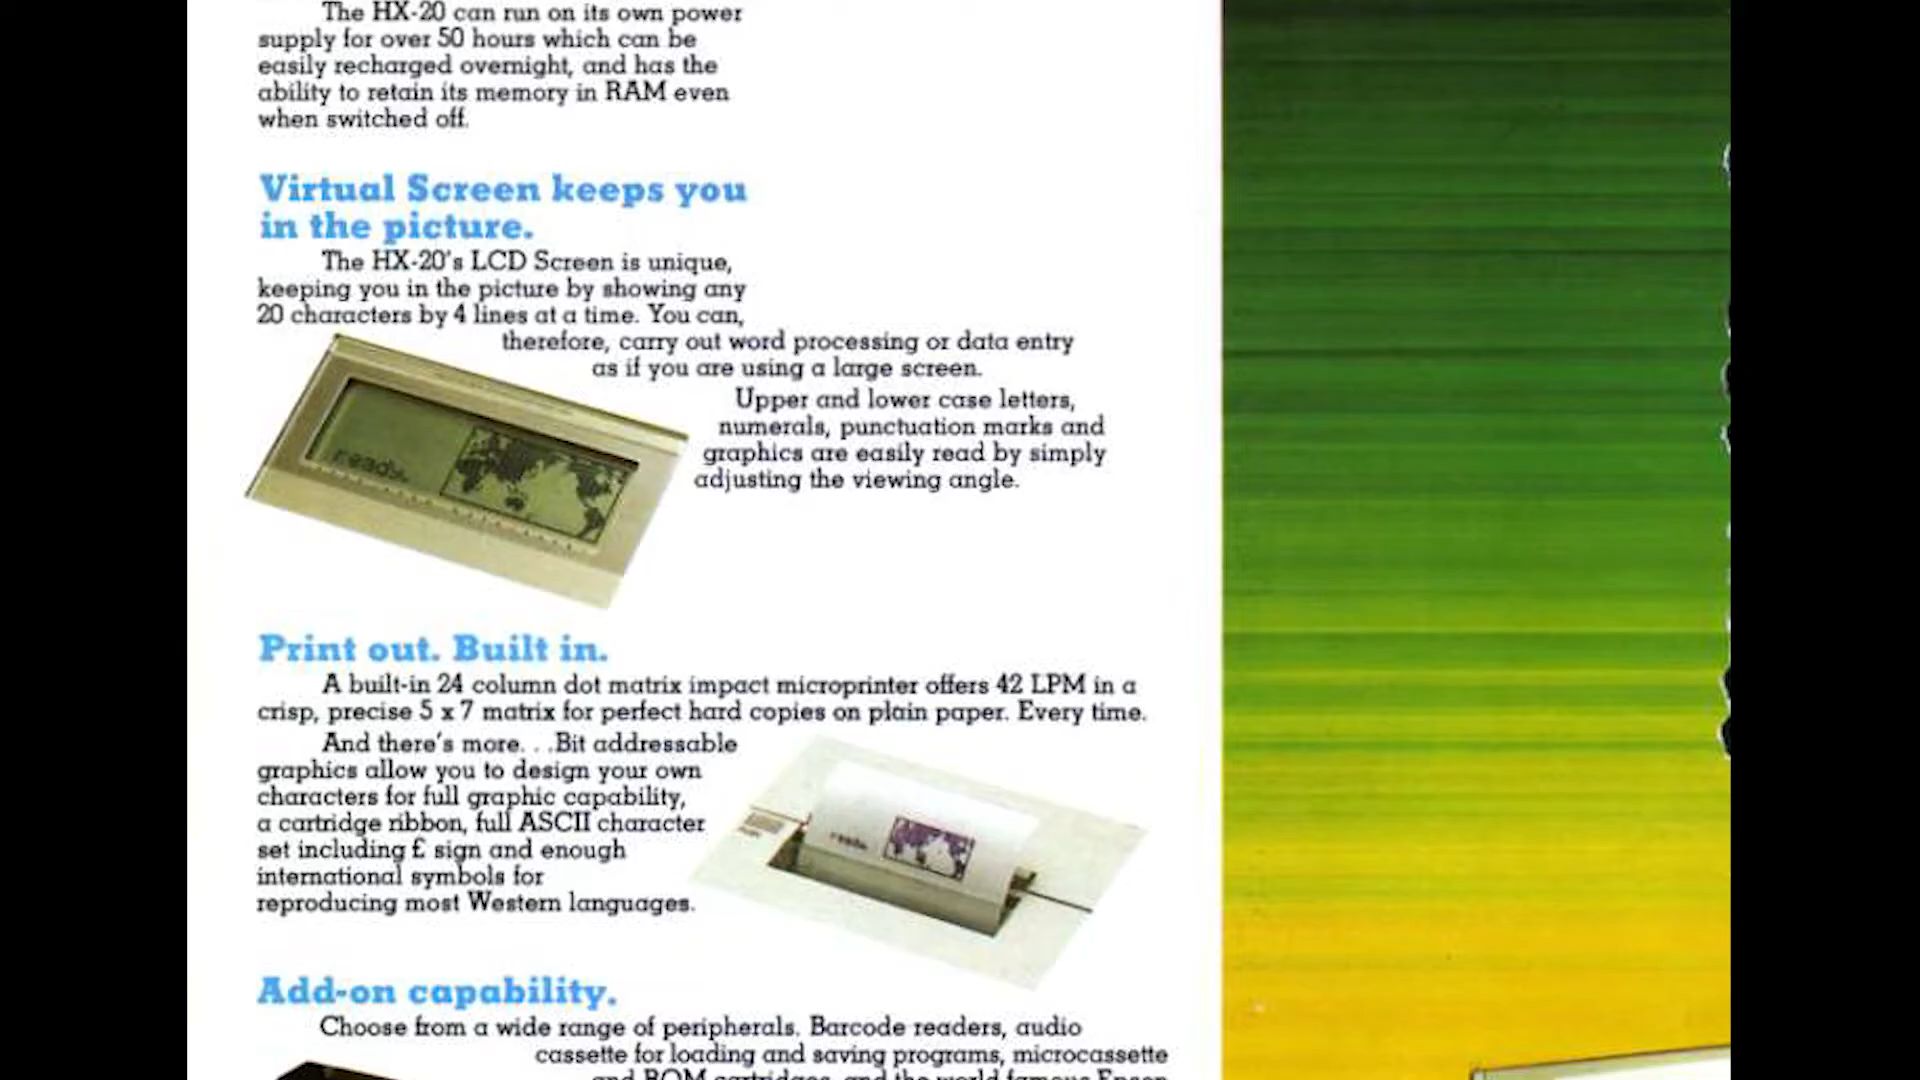 The HX-20 can run on its own power
supply for over 50 hours which can be
easily recharged overnight, and has the
ability to retain its memory in RAM even
when switched off.
Virtual Screen keeps you
in the picture.
The HX-20's LCD Screen is unique,
keeping you in the picture by showing any
20 characters by 4 lines at a time. You can,
therefore, carry out word processing or data entry
as if you are using a large screen.
Upper and lower case letters,
numerals, punctuation marks and
graphics are easily read by simply
adjusting the viewing angle.
ready.
Print out. Built in.
A built-in 24 column dot matrix impact microprinter offers 42 LPM in a
crisp, precise 5 x 7 matrix for perfect hard copies on plain paper. Every time.
And there's more. . .Bit addressable
graphics allow you to design your own
characters for full graphic capability,
a cartridge ribbon, full ASCII character
set including £ sign and enough
international symbols for
reproducing most Western languages.
ready.
Add-on capability.
Choose from a wide range of peripherals. Barcode readers, audio
cassette for loading and saving programs, microcassette
and ROM cartridges, and the world famous Epson